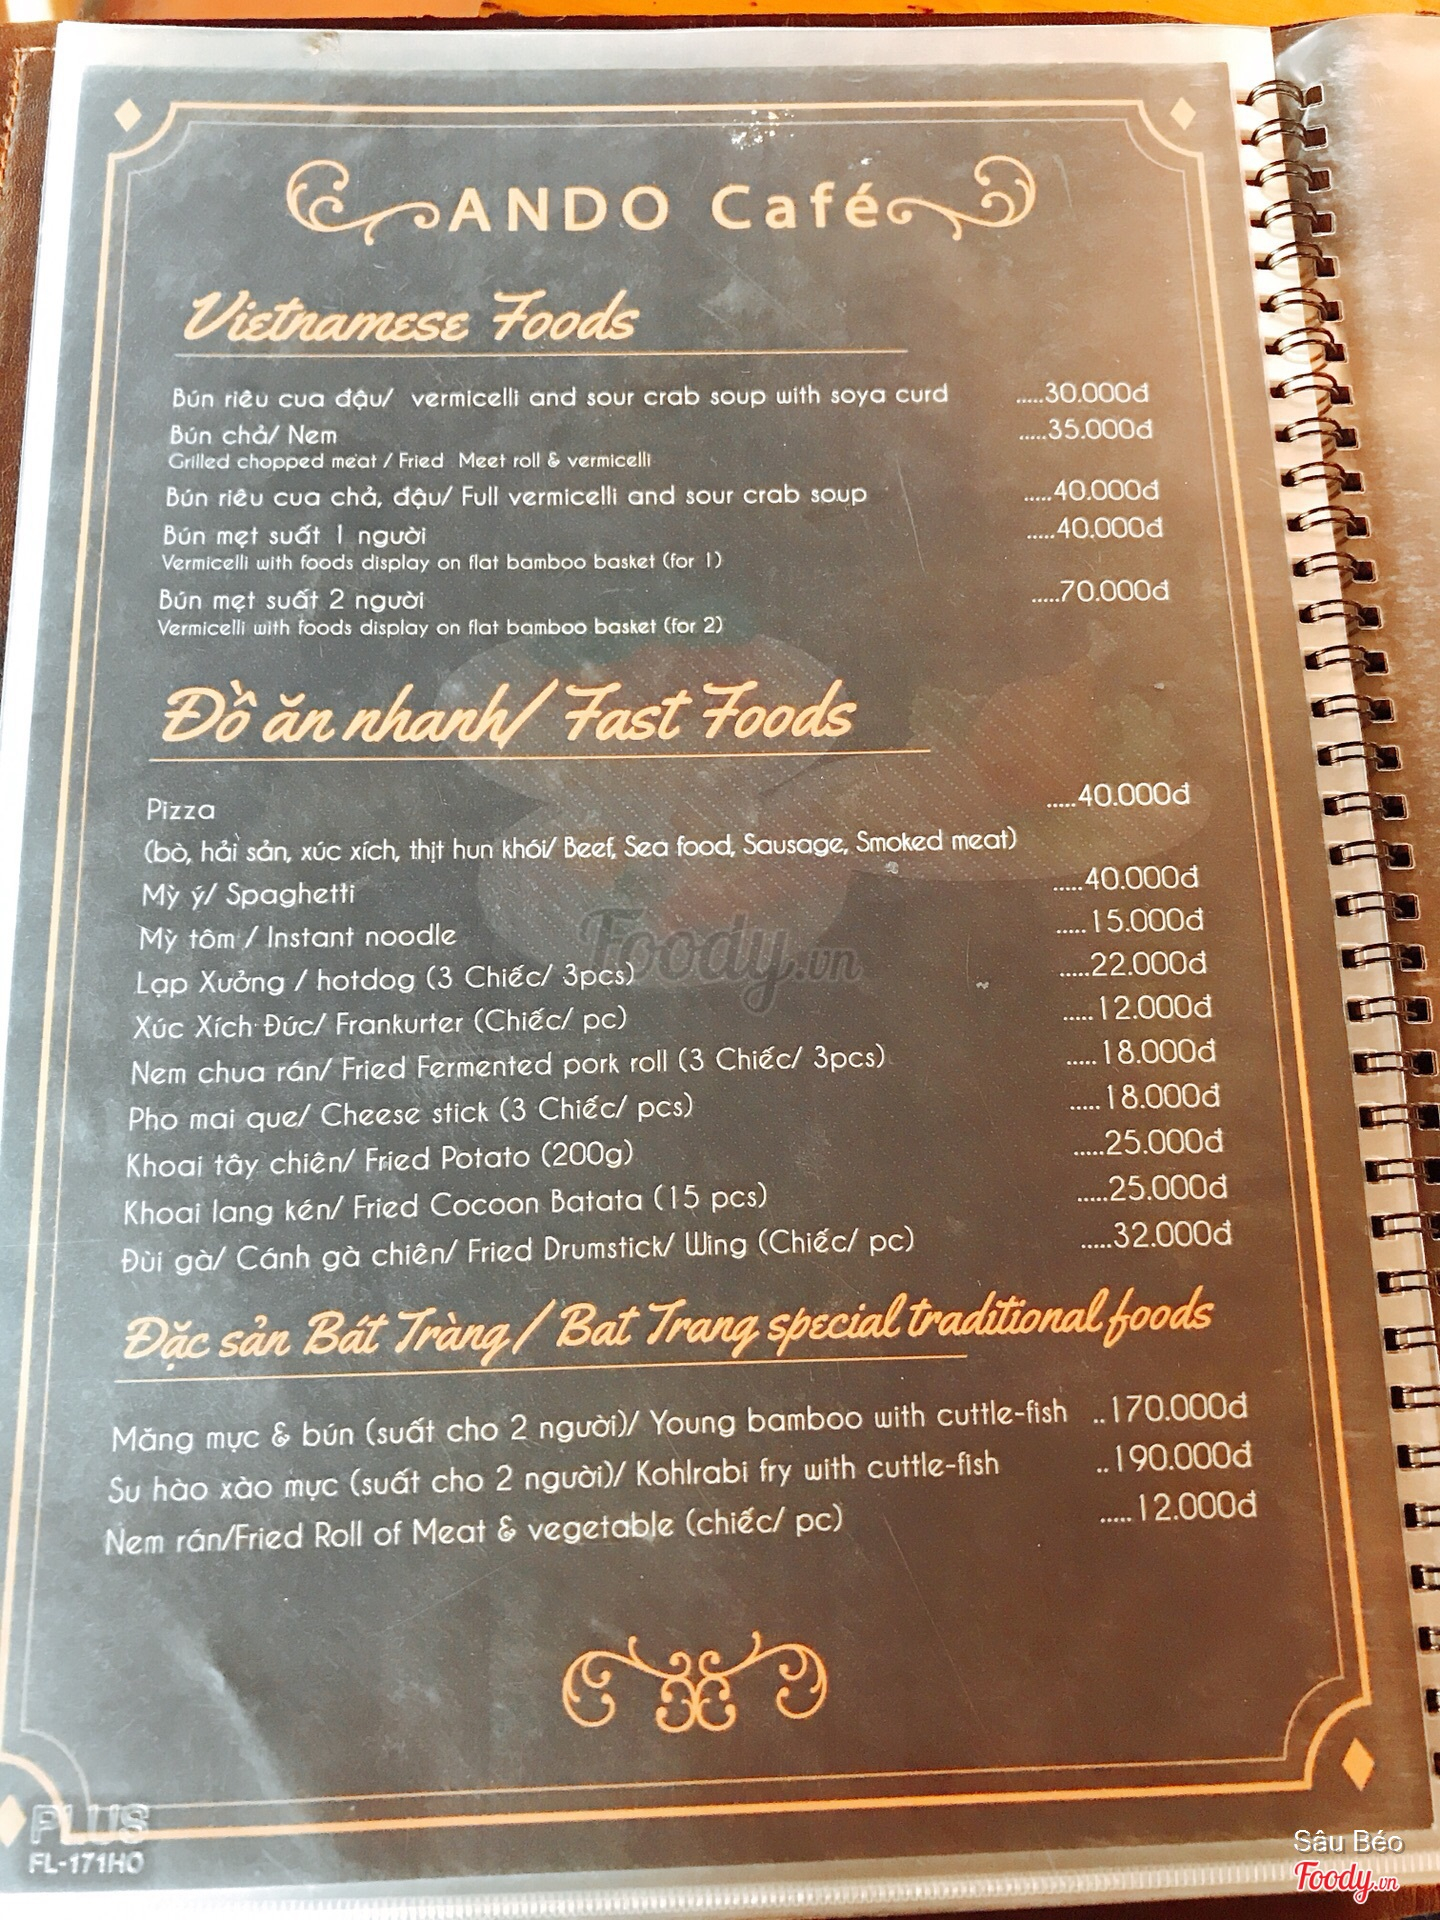 ANDO Café
Vietnamese Foods
Bún riêu cua đậu/ vermicelli and sour crab soup with soya curd .....30.000đ
Bún chả/ Nem .....35.000đ
Grilled chopped meat / Fried Meet roll & vermicelli
Bún riêu cua chả, đậu/ Full vermicelli and sour crab soup .....40.000đ
Bún mẹt suất 1 người .....40.000đ
Vermicelli with foods display on flat bamboo basket (for 1)
Bún mẹt suất 2 người .....70.000đ
Vermicelli with foods display on flat bamboo basket (for 2)
Đồ ăn nhanh/ Fast Foods
Pizza .....40.000đ
(bò, hải sản, xúc xích, thịt hun khói/ Beef, Sea food, Sausage, Smoked meat)
Mỳ ý/ Spaghetti .....40.000đ
Mỳ tôm / Instant noodle .....15.000đ
Lạp Xưởng / hotdog (3 Chiếc/ 3pcs) .....22.000đ
Xúc Xích Đức/ Frankurter (Chiếc/ pc) .....12.000đ
Nem chua rán/ Fried Fermented pork roll (3 Chiếc/ 3pcs) .....18.000đ
Pho mai que/ Cheese stick (3 Chiếc/ pcs) .....18.000đ
Khoai tây chiên/ Fried Potato (200g) .....25.000đ
Khoai lang kén/ Fried Cocoon Batata (15 pcs) .....25.000đ
Đùi gà/ Cánh gà chiên/ Fried Drumstick/ Wing (Chiếc/ pc) .....32.000đ
Đặc sản Bát Tràng/ Bat Trang special traditional foods
Măng mực & bún (suất cho 2 người)/ Young bamboo with cuttle-fish ..170.000đ
Su hào xào mực (suất cho 2 người)/ Kohlrabi fry with cuttle-fish ..190.000đ
Nem rán/Fried Roll of Meat & vegetable (chiếc/ pc) .....12.000đ
Foody.vn
PLUS
FL-171HO
Sâu Béo
Foody.vn